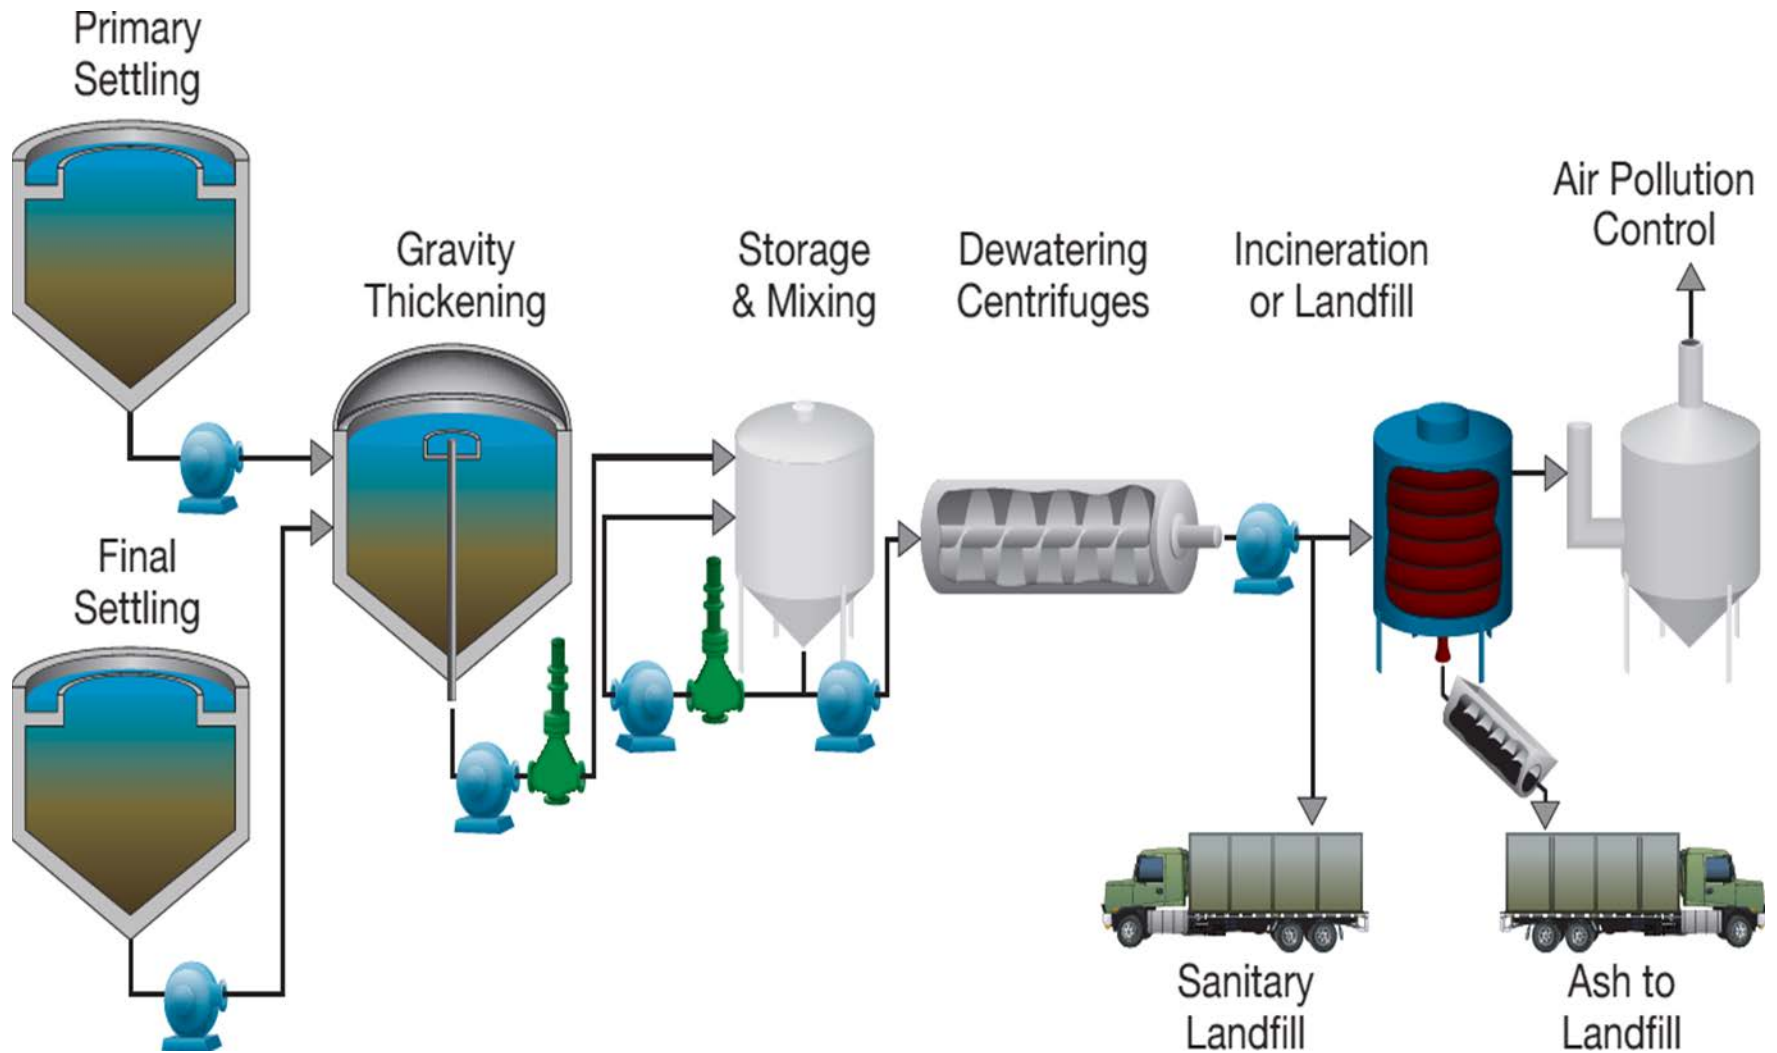 Primary
Settling
Gravity
Thickening
Storage
& Mixing
Dewatering
Centrifuges
Incineration
or Landfill
Air Pollution
Control
Final
Settling
Sanitary
Landfill
Ash to
Landfill